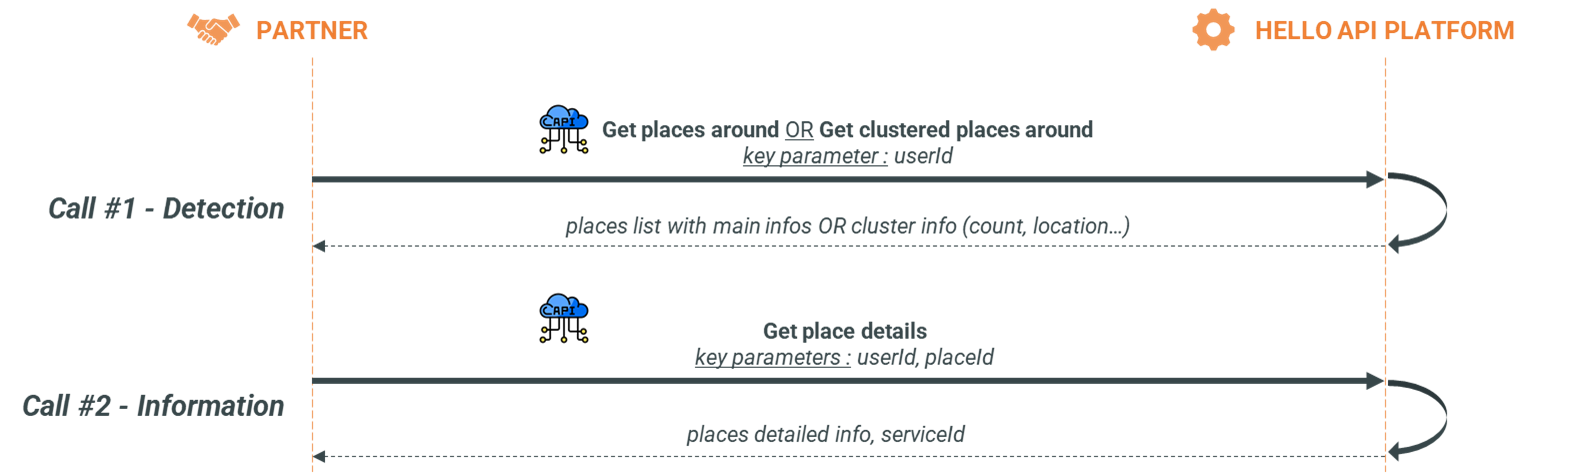 PARTNER
HELLO API PLATFORM
API
Get places around OR Get clustered places around
key parameter : userId
Call #1 - Detection
places list with main infos OR cluster info (count, location...)
API
Get place details
key parameters : userId, placeId
Call #2 - Information
places detailed info, serviceId